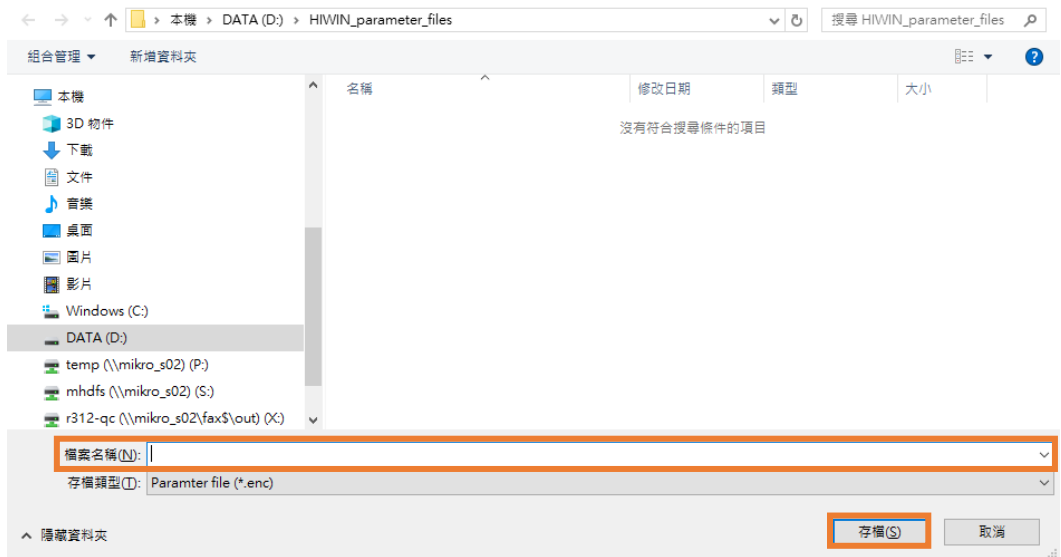 本機 › DATA (D:) › HIWIN_parameter_files
搜尋 HIWIN_parameter_files
組合管理 新增資料夾
?
名稱 修改日期 類型 大小
沒有符合搜尋條件的項目
本機
3D 物件
下載
文件
音樂
桌面
圖片
影片
Windows (C:)
DATA (D:)
temp (\\mikro_s02) (P:)
mhdfs (\\mikro_s02) (S:)
r312-qc (\\mikro_s02\fax$\out) (X:)
檔案名稱(N):
存檔類型(T): Paramter file (*.enc)
隱藏資料夾
存檔(S) 取消